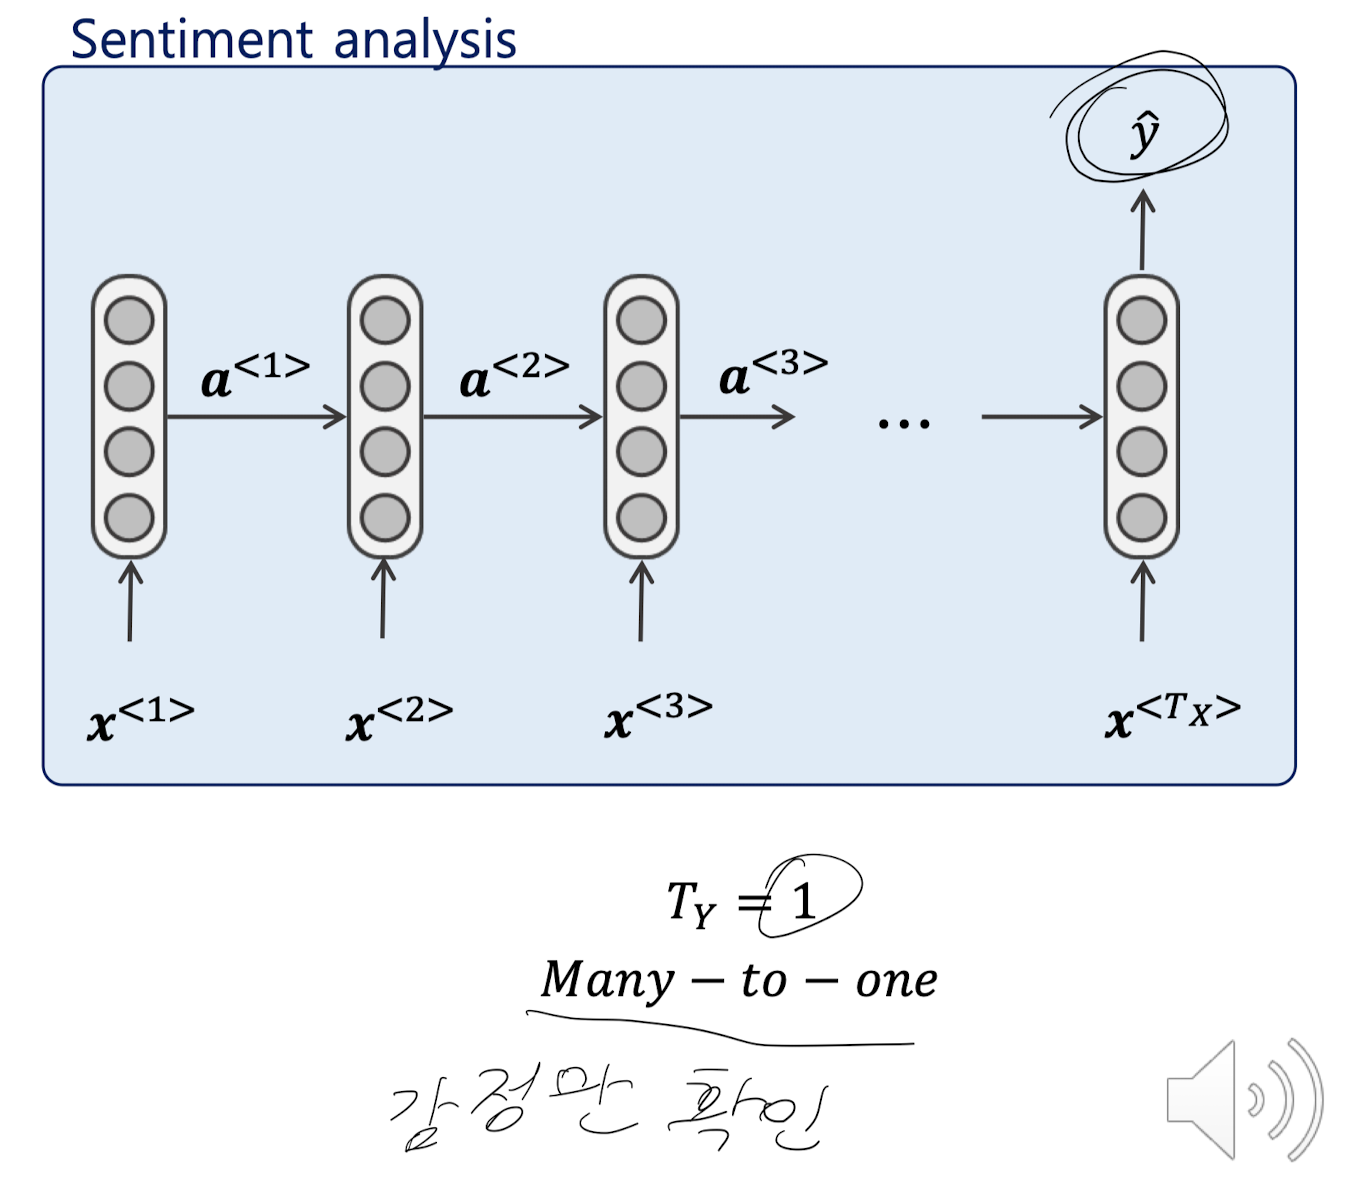 Sentiment analysis
ŷ
a<1> a<2> a<3> ...
x<1> x<2> x<3> x<T_X>
T_Y = 1
Many − to − one
감정만 확인